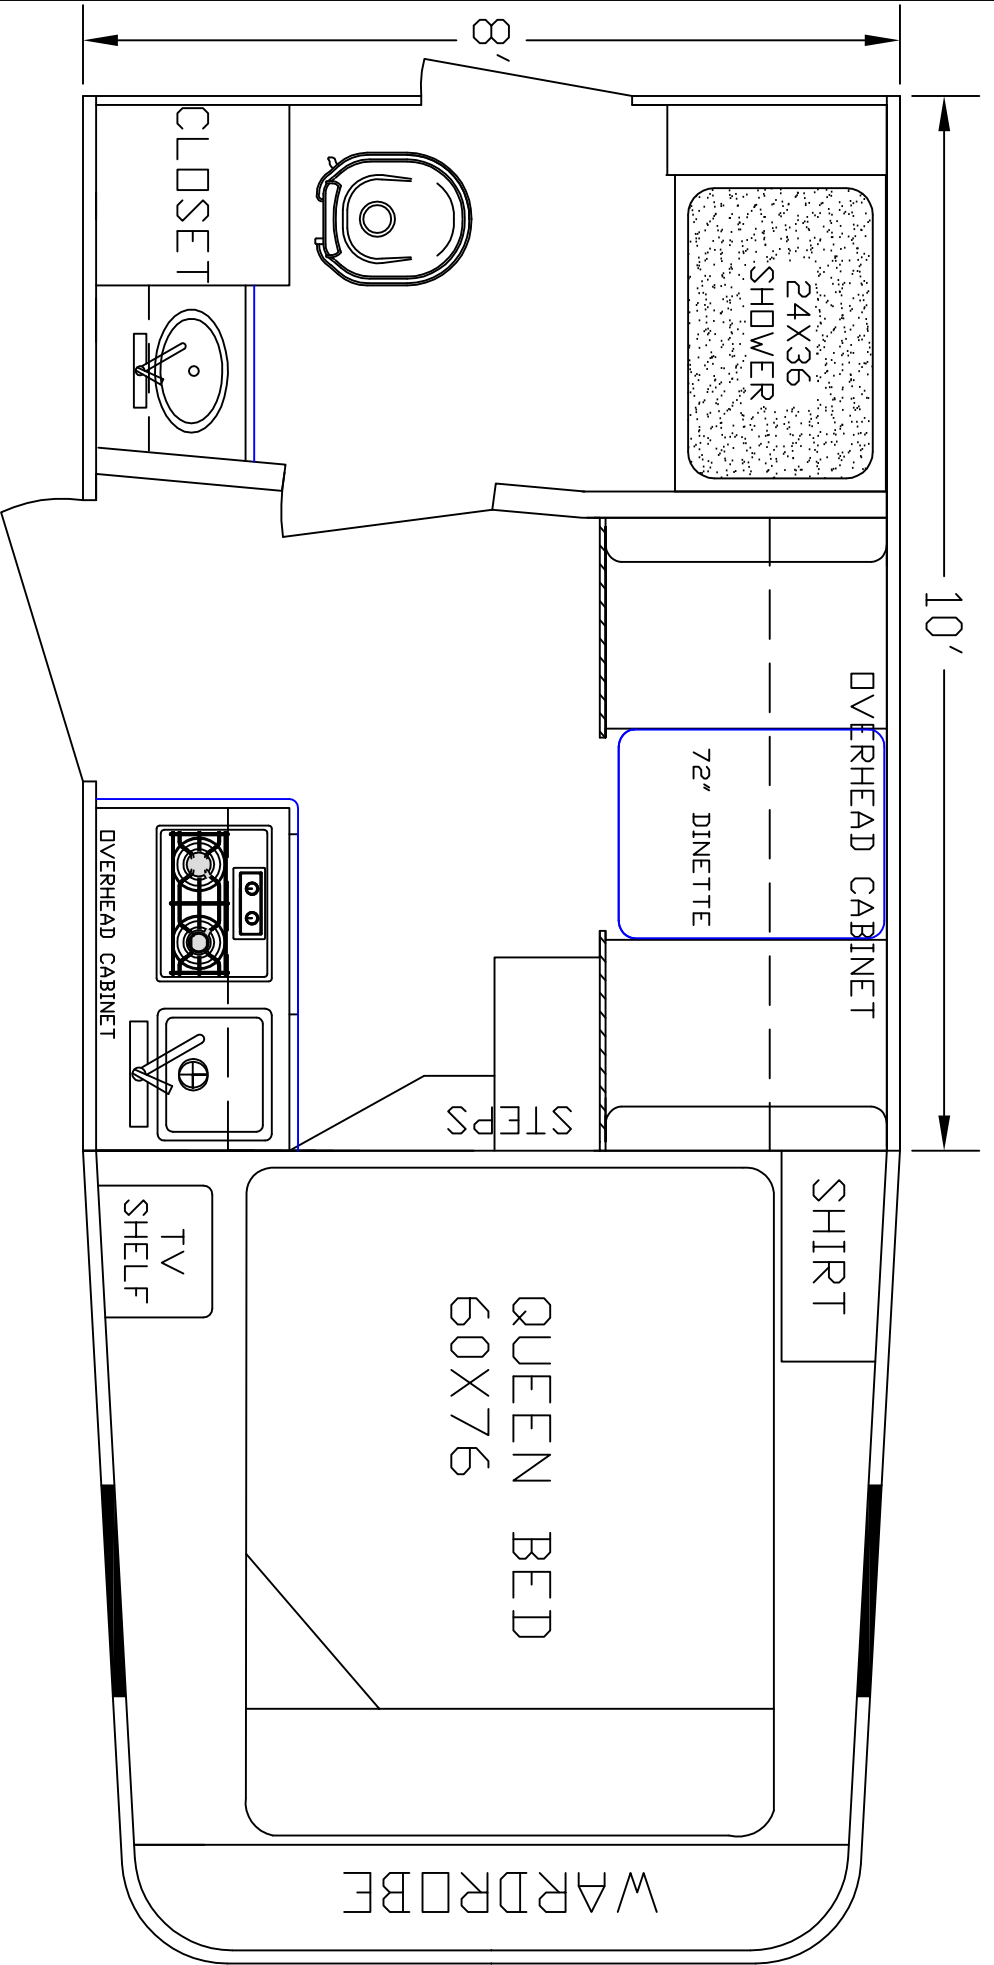 8'
10'
CLOSET
24X36
SHOWER
OVERHEAD CABINET
72" DINETTE
OVERHEAD CABINET
STEPS
SHIRT
TV
SHELF
QUEEN BED
60X76
WARDROBE